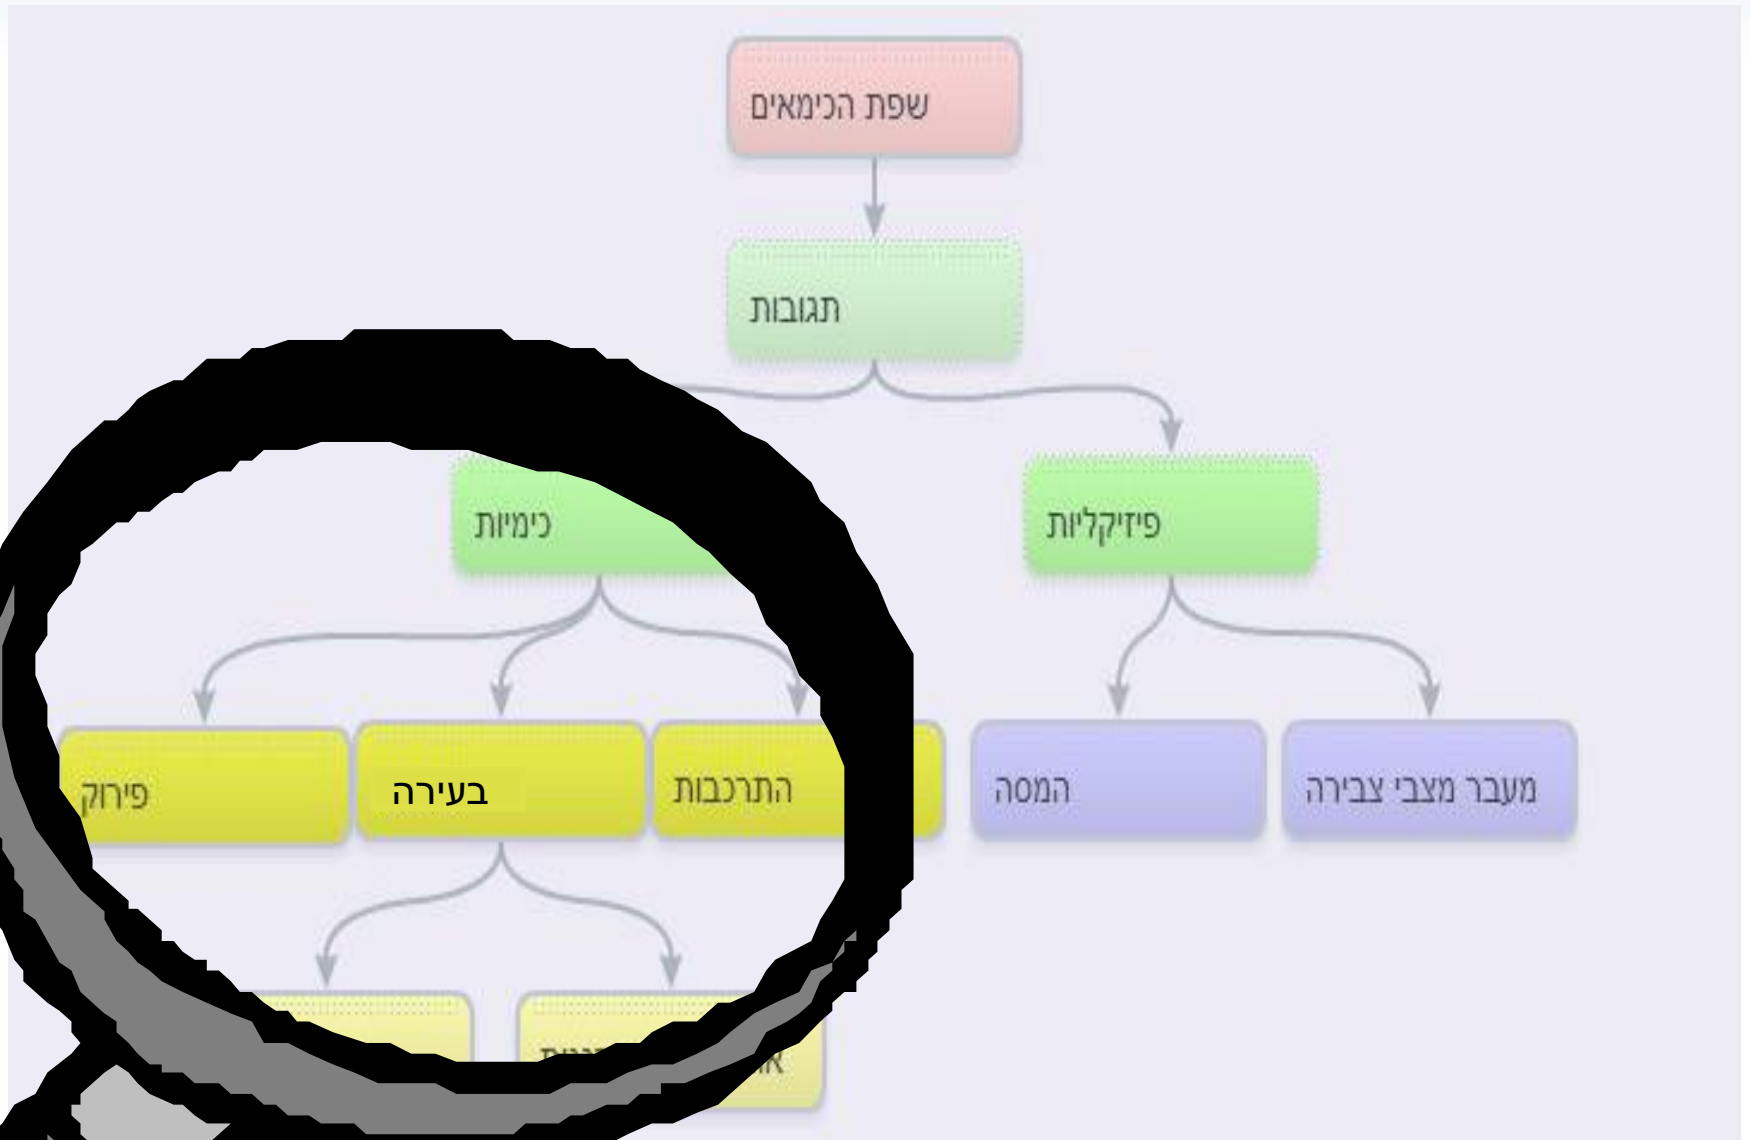 שפת הכימאים
תגובות
פיזיקליות
כימיות
מעבר מצבי צבירה
המסה
התרכבות
בעירה
פירוק